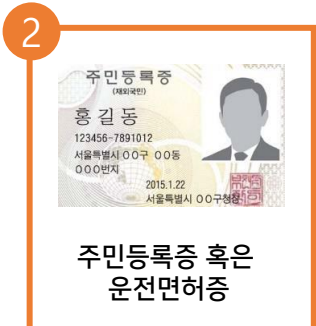 2
주민등록증
(재외국민)
홍길동
123456-7891012
서울특별시 OO구 OO동
OOO번지
2015.1.22
서울특별시 OO구청장
주민등록증 혹은
운전면허증